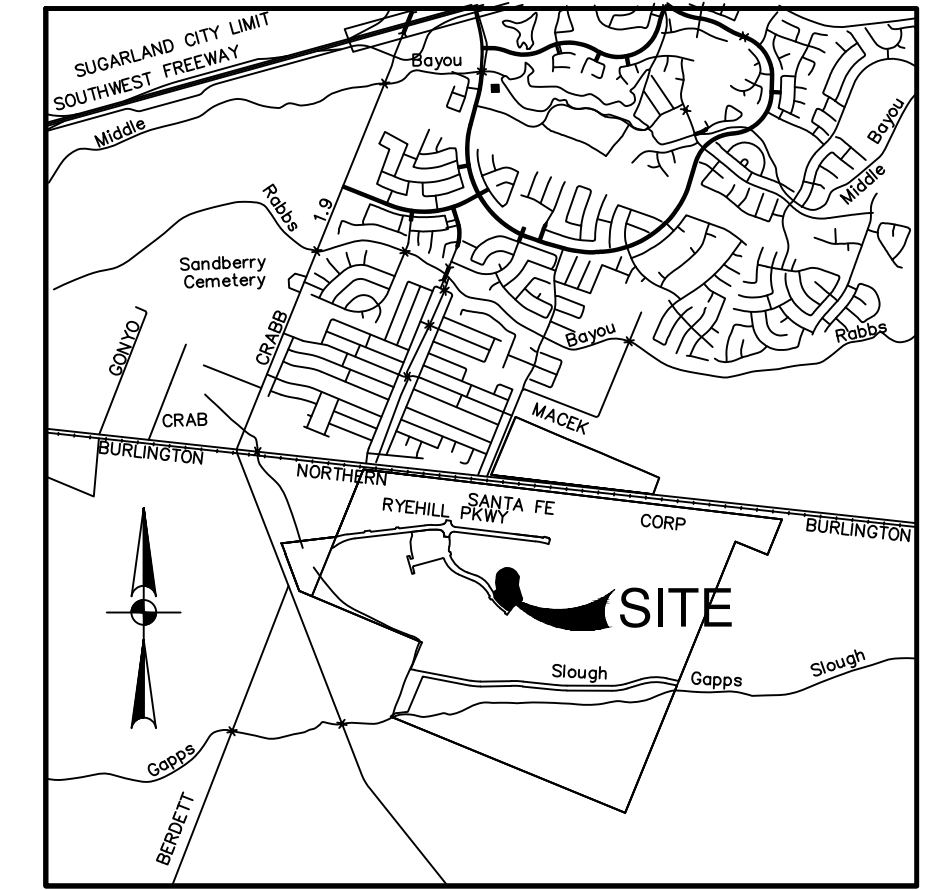 SUGARLAND CITY LIMIT
SOUTHWEST FREEWAY
Bayou
Middle
Bayou
Middle
Rabbs
1.9
Sandberry
Cemetery
GONYO
CRABB
Bayou
Rabbs
CRAB
MACEK
BURLINGTON
NORTHERN
SANTA FE
CORP
BURLINGTON
RYEHILL PKWY
SITE
Slough
Gapps
Slough
Gapps
BERDETT